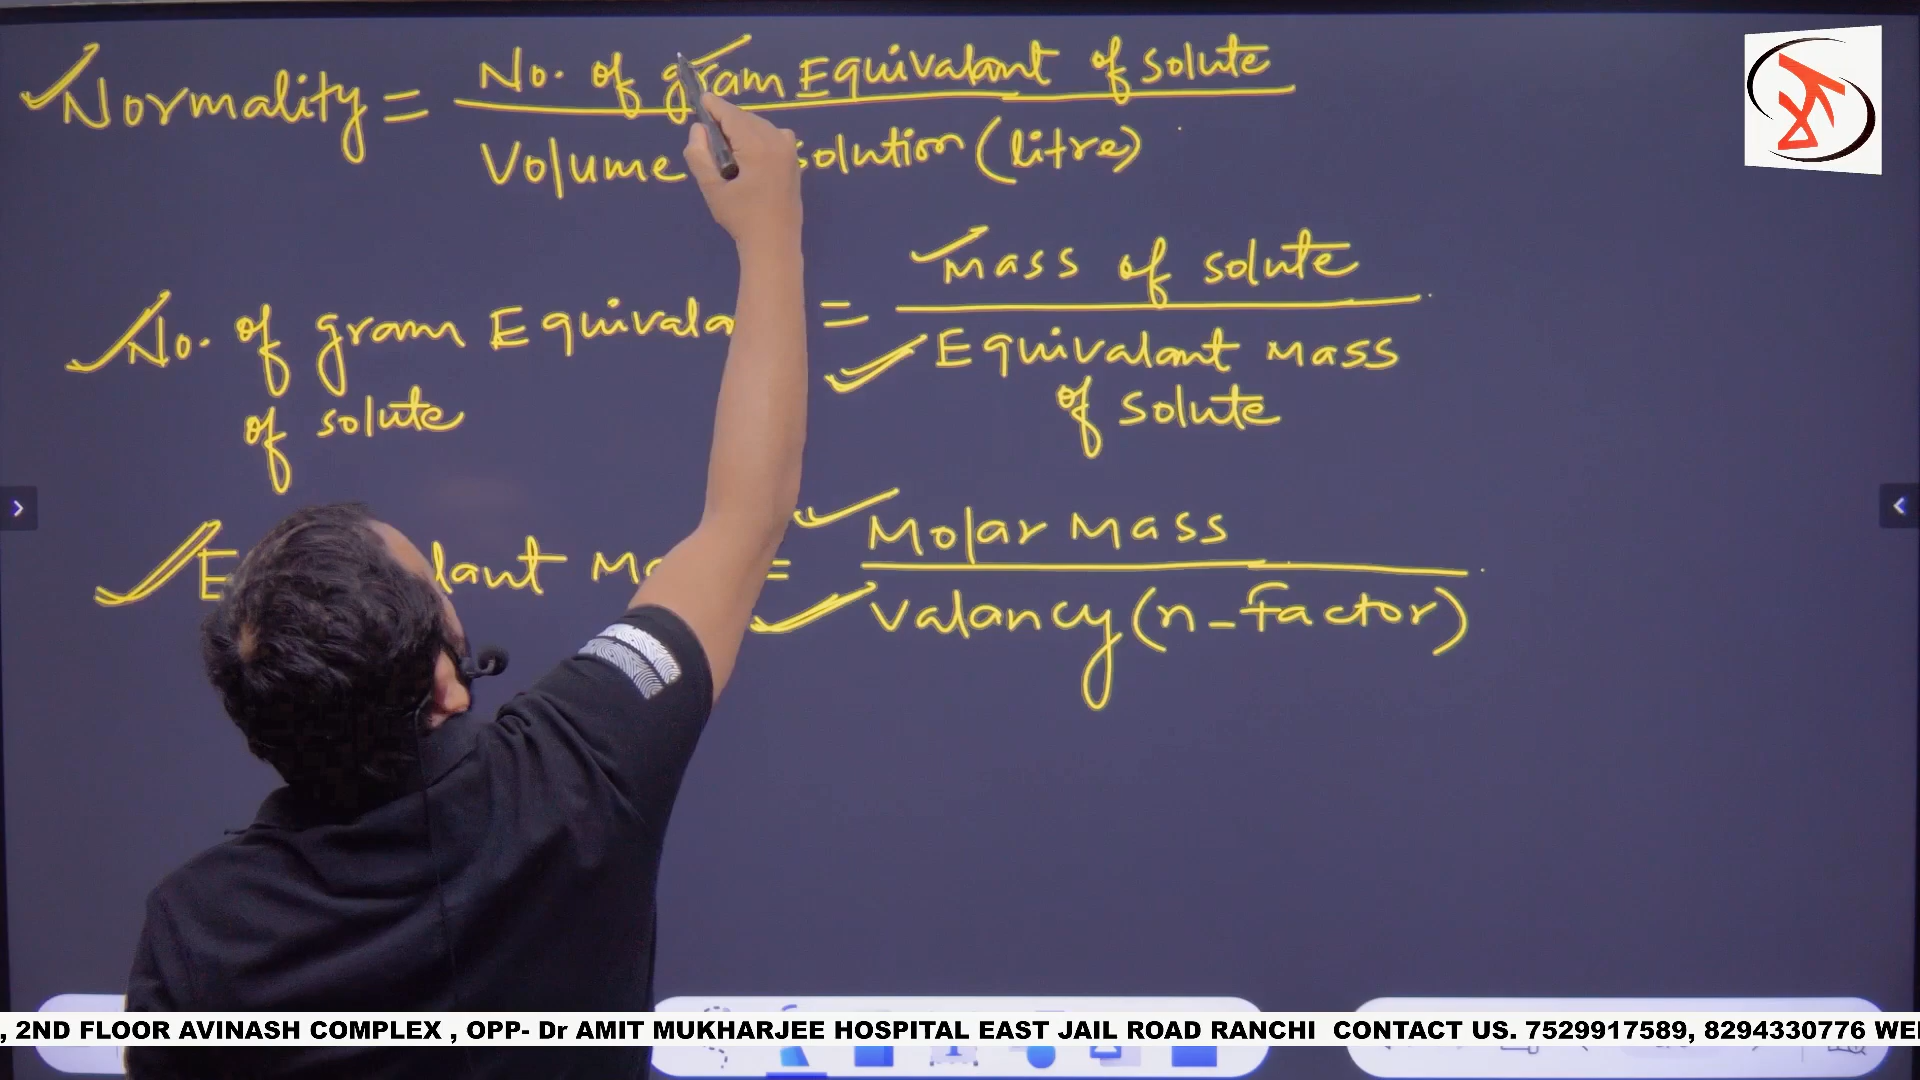 Normality = No. of gram Equivalant of solute
Volume solution (litre)
Mass of solute
No. of gram =
Equivalant Mass
of solute
of solute
Molar Mass
=
Valancy (n-factor)
, 2ND FLOOR AVINASH COMPLEX , OPP- Dr AMIT MUKHARJEE HOSPITAL EAST JAIL ROAD RANCHI CONTACT US. 7529917589, 8294330776